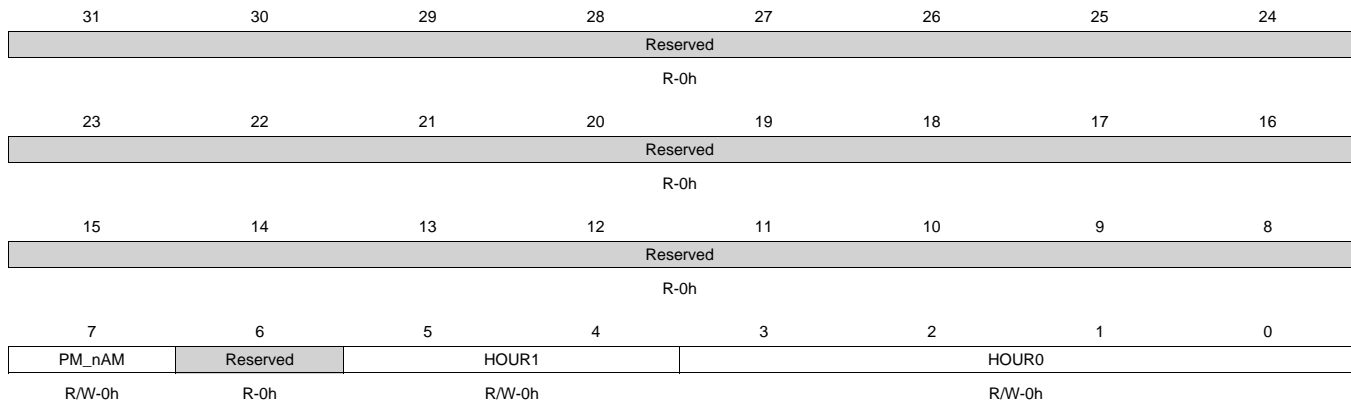 31 30 29 28 27 26 25 24
Reserved
R-0h
23 22 21 20 19 18 17 16
Reserved
R-0h
15 14 13 12 11 10 9 8
Reserved
R-0h
7 6 5 4 3 2 1 0
PM_nAM Reserved HOUR1 HOUR0
R/W-0h R-0h R/W-0h R/W-0h